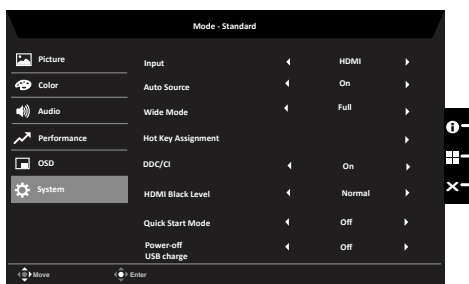 Mode - Standard
Picture
Color
Audio
Performance
OSD
System
Input HDMI
Auto Source On
Wide Mode Full
Hot Key Assignment
DDC/CI On
HDMI Black Level Normal
Quick Start Mode Off
Power-off Off
USB charge
Move Enter